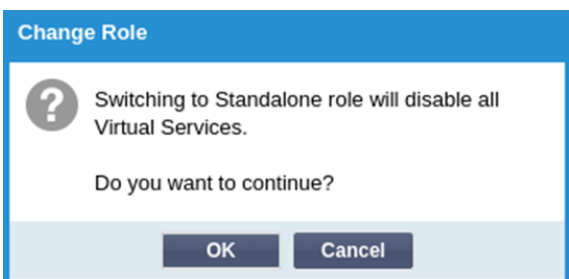 Change Role
Switching to Standalone role will disable all
Virtual Services.
Do you want to continue?
OK
Cancel